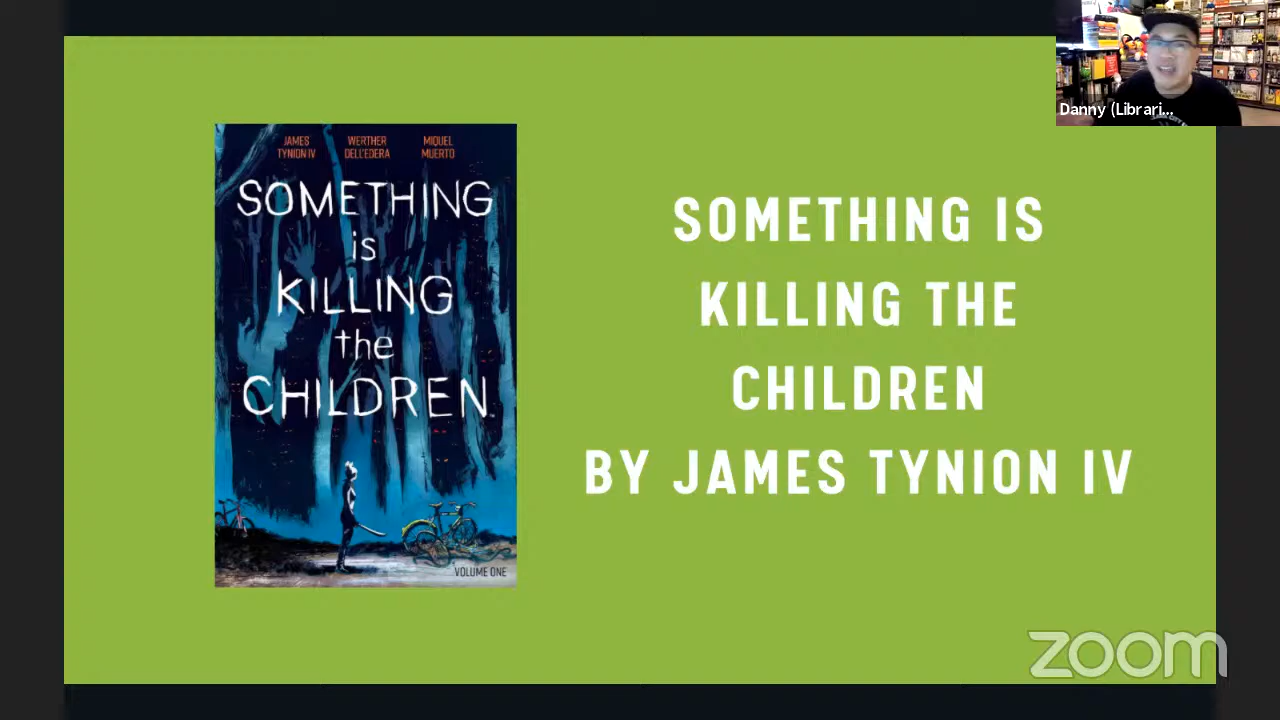 JAMES TYNION IV
WERTHER DELL'EDERA
MIQUEL MUERTO
SOMETHING
is
KILLING
the
CHILDREN
VOLUME ONE
SOMETHING IS
KILLING THE
CHILDREN
BY JAMES TYNION IV
Danny (Librari...
zoom